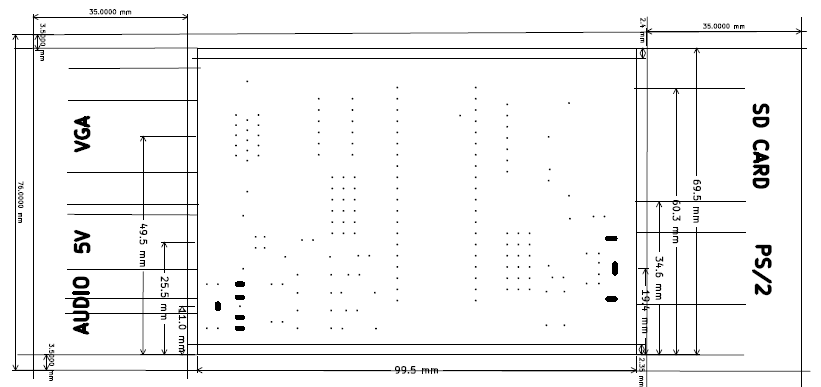 35.0000 mm
3.5000 mm
2.4 mm
35.0000 mm
VGA
SD CARD
76.0000 mm
49.5 mm
69.5 mm
60.3 mm
5V
34.6 mm
PS/2
25.5 mm
19.4 mm
AUDIO
11.0 mm
3.5000 mm
99.5 mm
2.35 mm